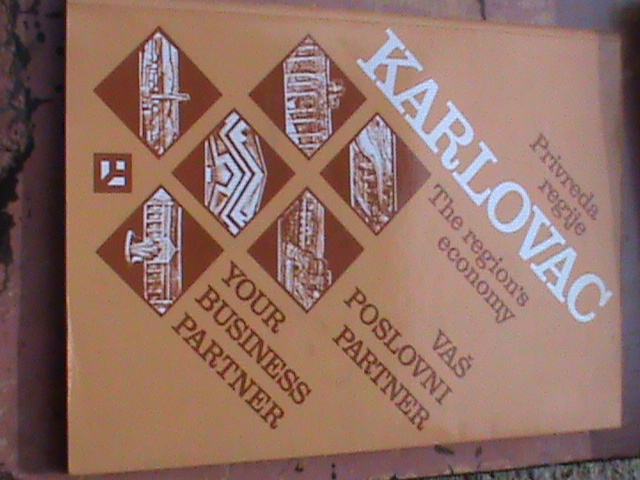 KARLOVAC
Privreda
regije
The region's
economy
VAŠ
POSLOVNI
PARTNER
YOUR
BUSINESS
PARTNER